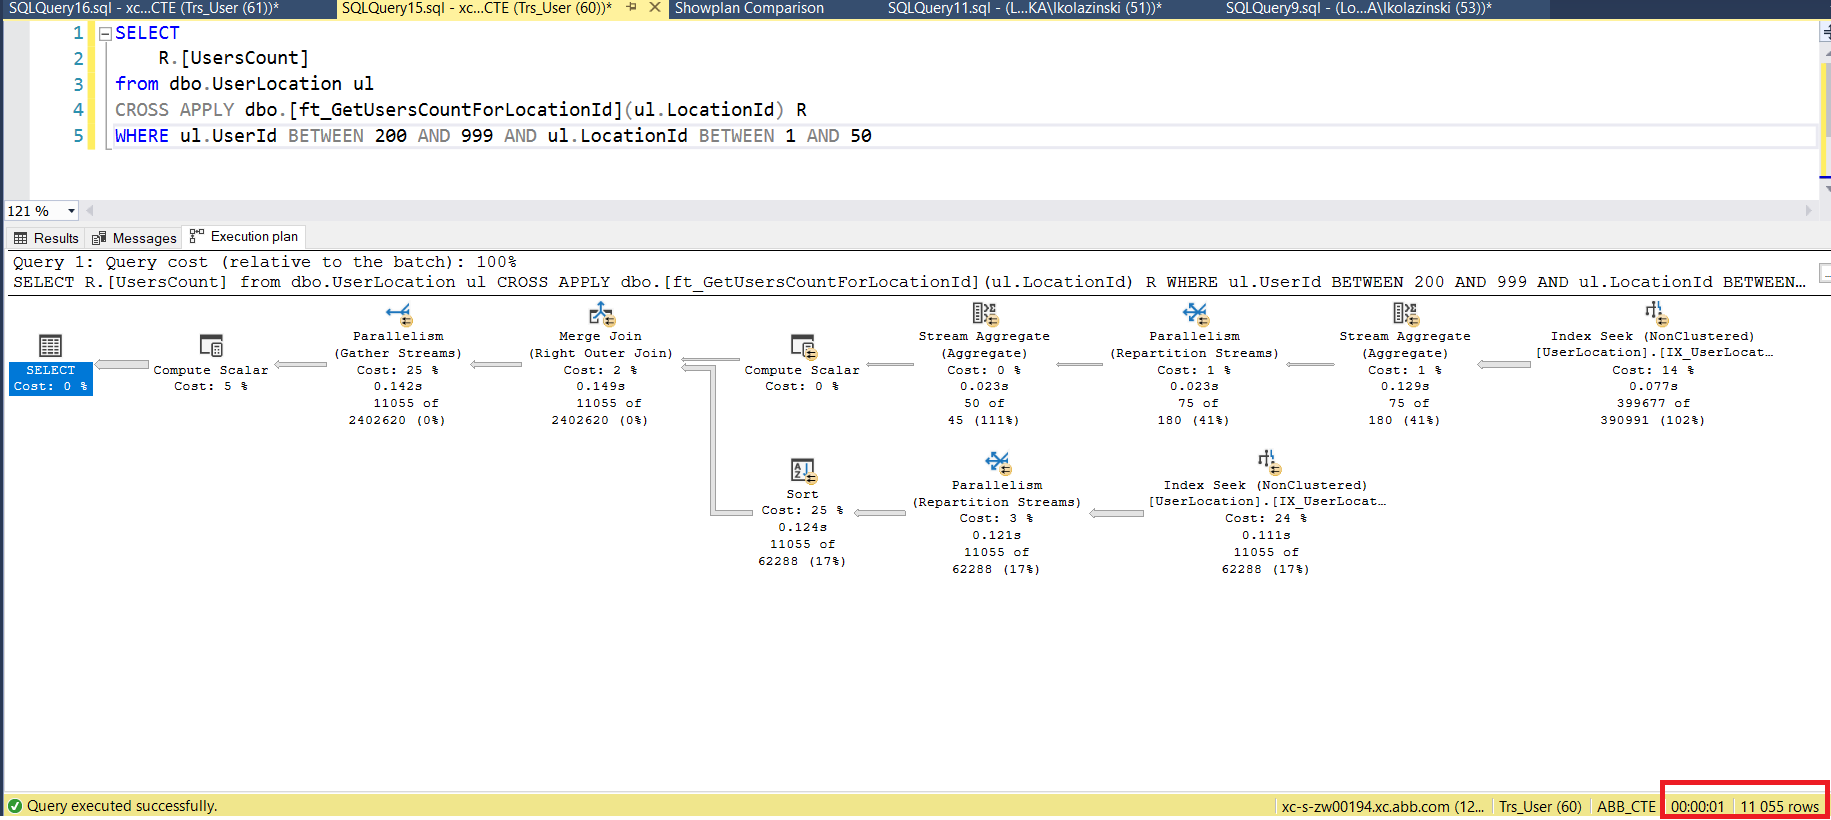 SQLQuery16.sql - xc...CTE (Trs_User (61))* SQLQuery15.sql - xc...CTE (Trs_User (60))* Showplan Comparison SQLQuery11.sql - (L...KA\lkolazinski (51))* SQLQuery9.sql - (Lo...A\lkolazinski (53))*
1 SELECT
2 R.[UsersCount]
3 from dbo.UserLocation ul
4 CROSS APPLY dbo.[ft_GetUsersCountForLocationId](ul.LocationId) R
5 WHERE ul.UserId BETWEEN 200 AND 999 AND ul.LocationId BETWEEN 1 AND 50
121 %
Results Messages Execution plan
Query 1: Query cost (relative to the batch): 100%
SELECT R.[UsersCount] from dbo.UserLocation ul CROSS APPLY dbo.[ft_GetUsersCountForLocationId](ul.LocationId) R WHERE ul.UserId BETWEEN 200 AND 999 AND ul.LocationId BETWEEN...
SELECT
Cost: 0 %
Compute Scalar
Cost: 5 %
Parallelism
(Gather Streams)
Cost: 25 %
0.142s
11055 of
2402620 (0%)
Merge Join
(Right Outer Join)
Cost: 2 %
0.149s
11055 of
2402620 (0%)
Compute Scalar
Cost: 0 %
Stream Aggregate
(Aggregate)
Cost: 0 %
0.023s
50 of
45 (111%)
Parallelism
(Repartition Streams)
Cost: 1 %
0.023s
75 of
180 (41%)
Stream Aggregate
(Aggregate)
Cost: 1 %
0.129s
75 of
180 (41%)
Index Seek (NonClustered)
[UserLocation].[IX_UserLocat...
Cost: 14 %
0.077s
399677 of
390991 (102%)
Sort
Cost: 25 %
0.124s
11055 of
62288 (17%)
Parallelism
(Repartition Streams)
Cost: 3 %
0.121s
11055 of
62288 (17%)
Index Seek (NonClustered)
[UserLocation].[IX_UserLocat...
Cost: 24 %
0.111s
11055 of
62288 (17%)
Query executed successfully. xc-s-zw00194.xc.abb.com (12... Trs_User (60) ABB_CTE 00:00:01 11 055 rows